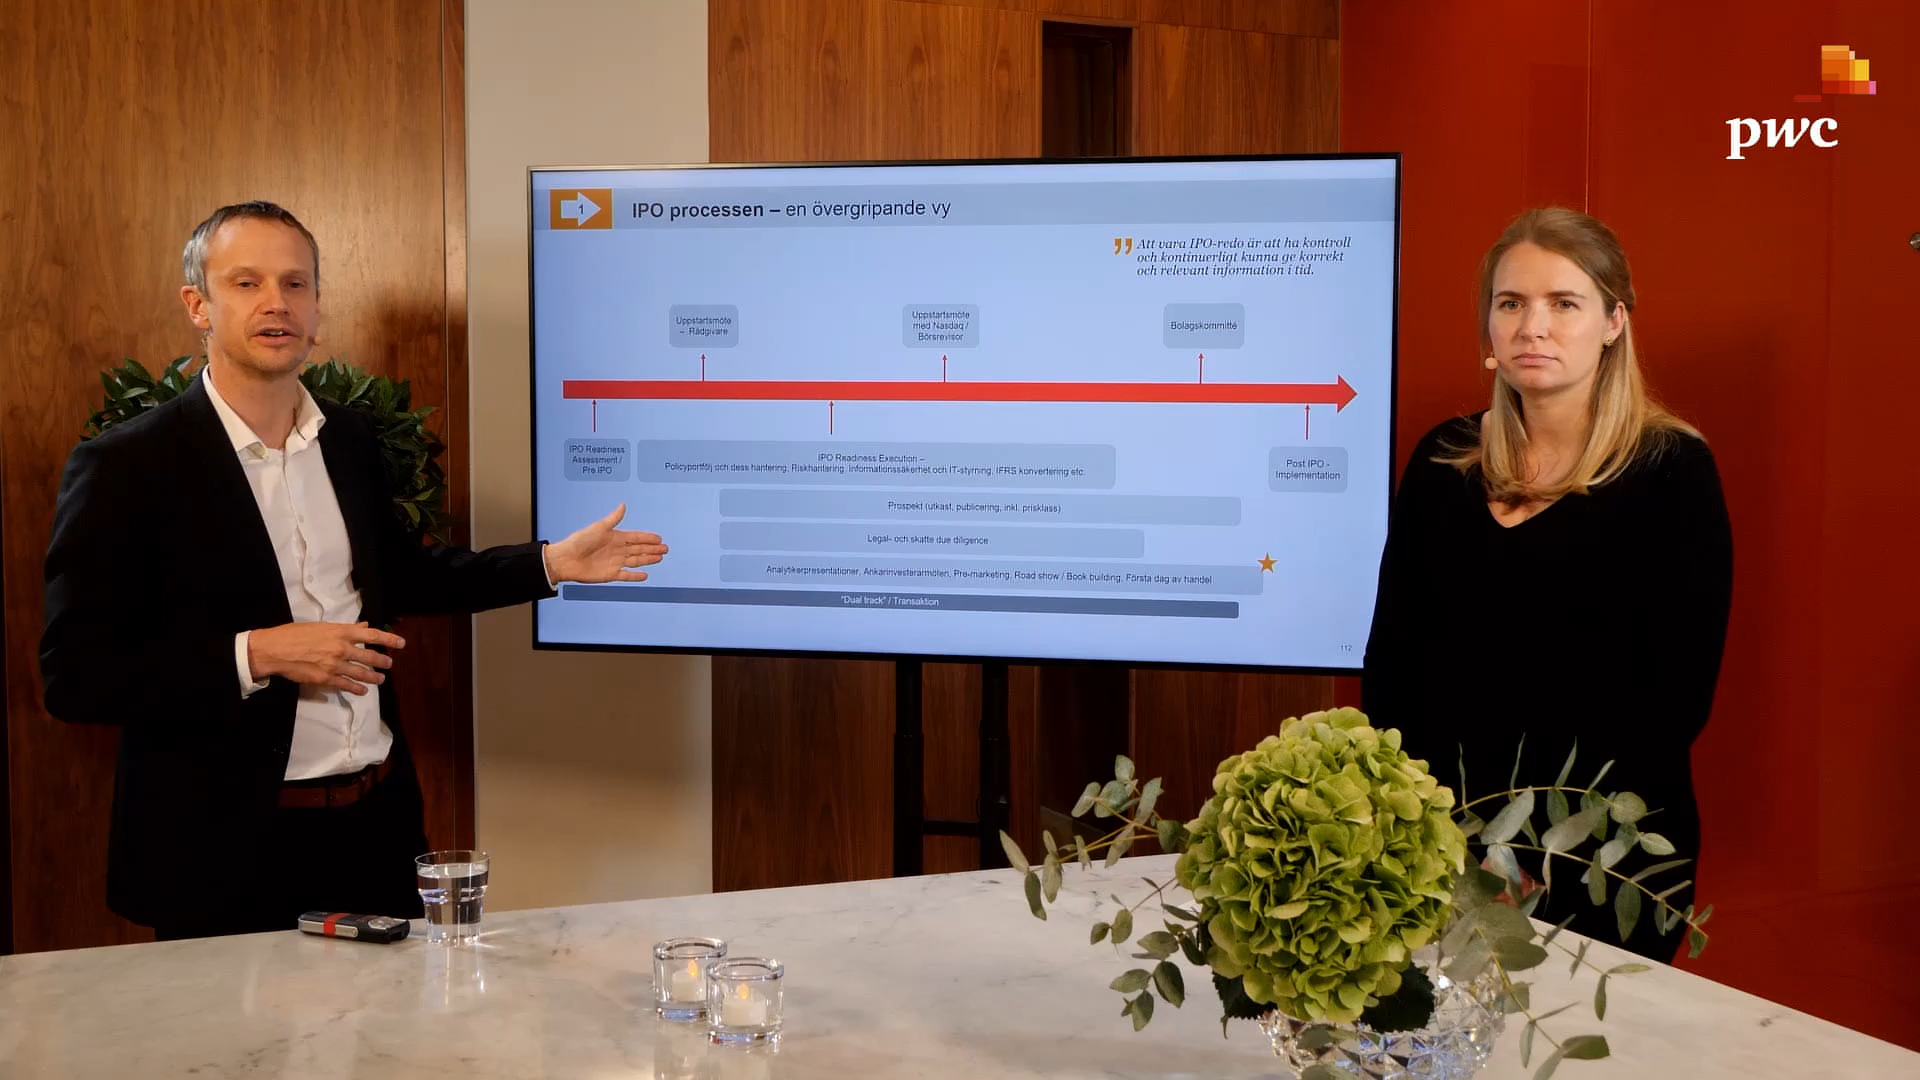 pwc
1
IPO processen – en övergripande vy
Att vara IPO-redo är att ha kontroll
och kontinuerligt kunna ge korrekt
och relevant information i tid.
Uppstartsmöte
– Rådgivare
Uppstartsmöte
med Nasdaq /
Börsrevisor
Bolagskommitté
IPO Readiness
Assessment /
Pre IPO
IPO Readiness Execution –
Policyportfölj och dess hantering, Riskhantering, Informationssäkerhet och IT-styrning, IFRS konvertering etc.
Post IPO -
Implementation
Prospekt (utkast, publicering, inkl. prisklass)
Legal- och skatte due diligence
Analytikerpresentationer, Ankarinvesterarmöten, Pre-marketing, Road show / Book building, Första dag av handel
"Dual track" / Transaktion
112